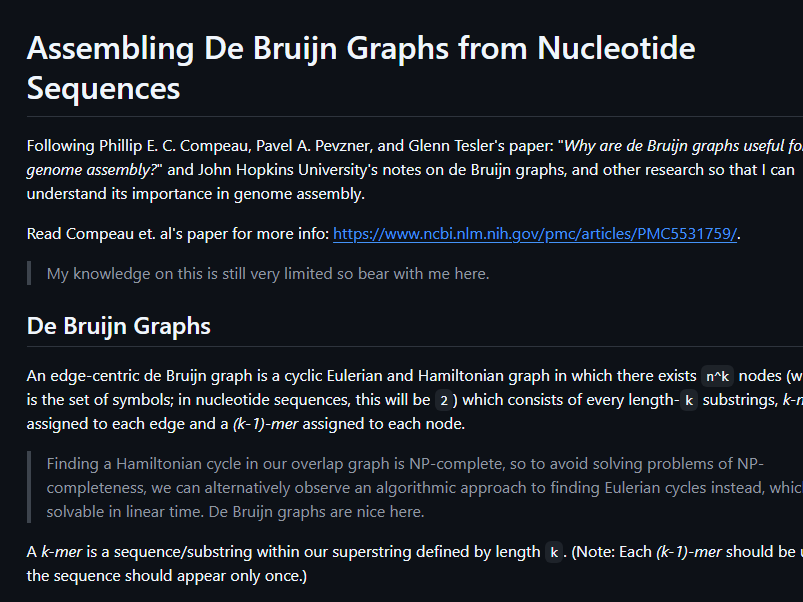 Assembling De Bruijn Graphs from Nucleotide
Sequences
Following Phillip E. C. Compeau, Pavel A. Pevzner, and Glenn Tesler's paper: "Why are de Bruijn graphs useful fo
genome assembly?" and John Hopkins University's notes on de Bruijn graphs, and other research so that I can
understand its importance in genome assembly.
Read Compeau et. al's paper for more info: https://www.ncbi.nlm.nih.gov/pmc/articles/PMC5531759/.
My knowledge on this is still very limited so bear with me here.
De Bruijn Graphs
An edge-centric de Bruijn graph is a cyclic Eulerian and Hamiltonian graph in which there exists n^k nodes (w
is the set of symbols; in nucleotide sequences, this will be 2) which consists of every length-k substrings, k-m
assigned to each edge and a (k-1)-mer assigned to each node.
Finding a Hamiltonian cycle in our overlap graph is NP-complete, so to avoid solving problems of NP-
completeness, we can alternatively observe an algorithmic approach to finding Eulerian cycles instead, whic
solvable in linear time. De Bruijn graphs are nice here.
A k-mer is a sequence/substring within our superstring defined by length k. (Note: Each (k-1)-mer should be
the sequence should appear only once.)